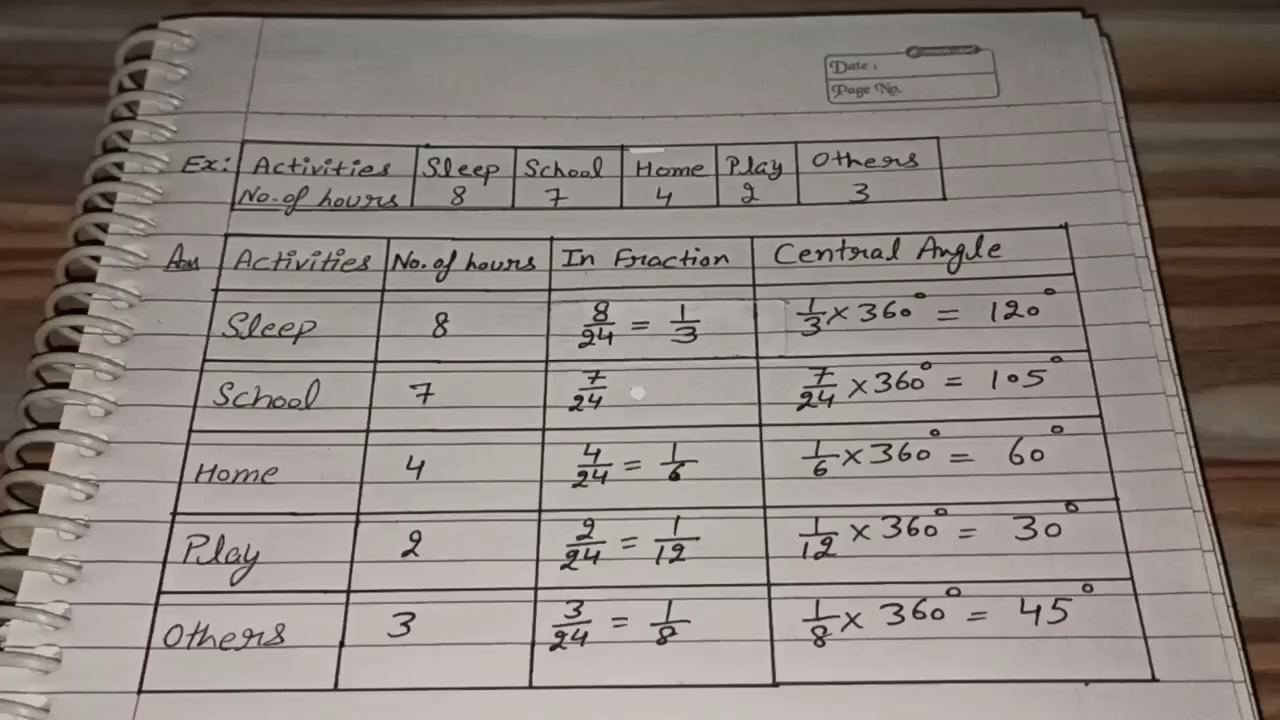 Date :
Page No.
Ex: Activities Sleep School Home Play Others
No. of hours 8 7 4 2 3
Ans Activities No. of hours In Fraction Central Angle
Sleep 8 8/24 = 1/3 1/3 × 360° = 120°
School 7 7/24 7/24 × 360° = 105°
Home 4 4/24 = 1/6 1/6 × 360° = 60°
Play 2 2/24 = 1/12 1/12 × 360° = 30°
Others 3 3/24 = 1/8 1/8 × 360° = 45°